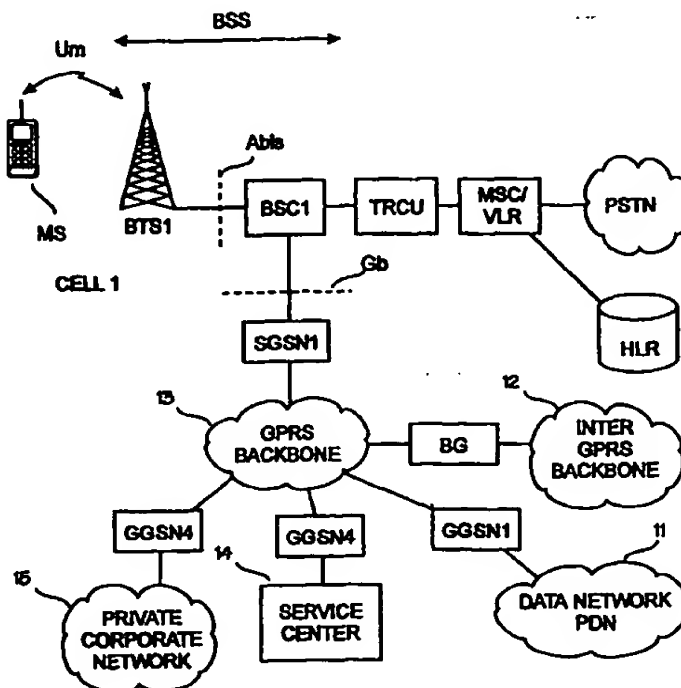 BSS
Um
Abis
BSC1
TRCU
MSC/
VLR
PSTN
MS
BTS1
CELL 1
Gb
HLR
SGSN1
13
12
GPRS
BACKBONE
BG
INTER
GPRS
BACKBONE
GGSN4
GGSN4
GGSN1
11
14
15
PRIVATE
CORPORATE
NETWORK
SERVICE
CENTER
DATA NETWORK
PDN